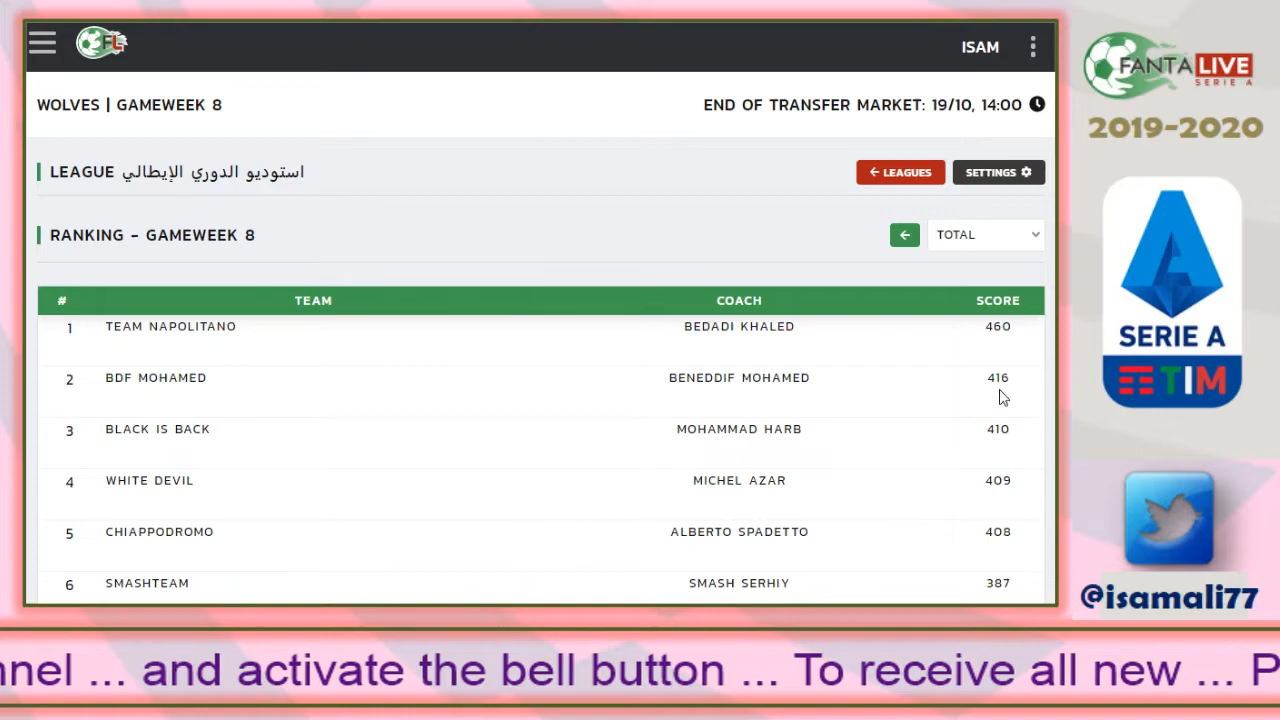 FL
ISAM
WOLVES | GAMEWEEK 8
END OF TRANSFER MARKET: 19/10, 14:00
LEAGUE استوديو الدوري الإيطالي
← LEAGUES
SETTINGS
RANKING - GAMEWEEK 8
←
TOTAL
# TEAM COACH SCORE
1 TEAM NAPOLITANO BEDADI KHALED 460
2 BDF MOHAMED BENEDDIF MOHAMED 416
3 BLACK IS BACK MOHAMMAD HARB 410
4 WHITE DEVIL MICHEL AZAR 409
5 CHIAPPODROMO ALBERTO SPADETTO 408
6 SMASHTEAM SMASH SERHIY 387
FANTALIVE
SERIE A
2019-2020
SERIE A
TIM
@isamali77
nnel ... and activate the bell button ... To receive all new ... P